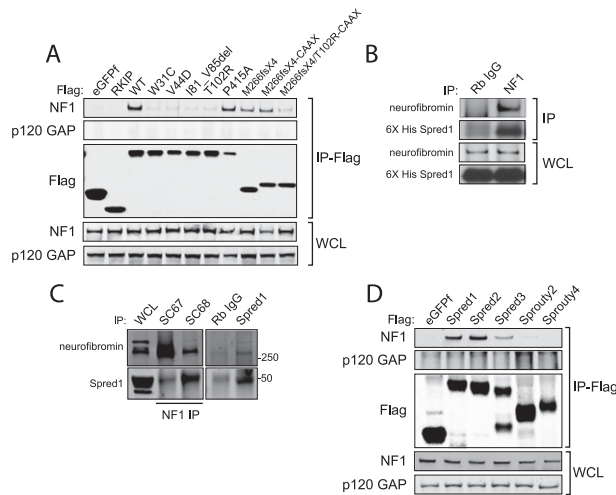 A
Flag: eGFPf RKIP WT W31C V44D I81_V85del T102R P415A M266fsX4 M266fsX4-CAAX M266fsX4/T102R-CAAX
NF1
p120 GAP
Flag
IP-Flag
NF1
p120 GAP
WCL
B
IP: Rb IgG NF1
neurofibromin
6X His Spred1
IP
neurofibromin
6X His Spred1
WCL
C
IP: WCL SC67 SC68 Rb IgG Spred1
neurofibromin
-250
Spred1
-50
NF1 IP
D
Flag: eGFPf Spred1 Spred2 Spred3 Sprouty2 Sprouty4
NF1
p120 GAP
Flag
IP-Flag
NF1
p120 GAP
WCL